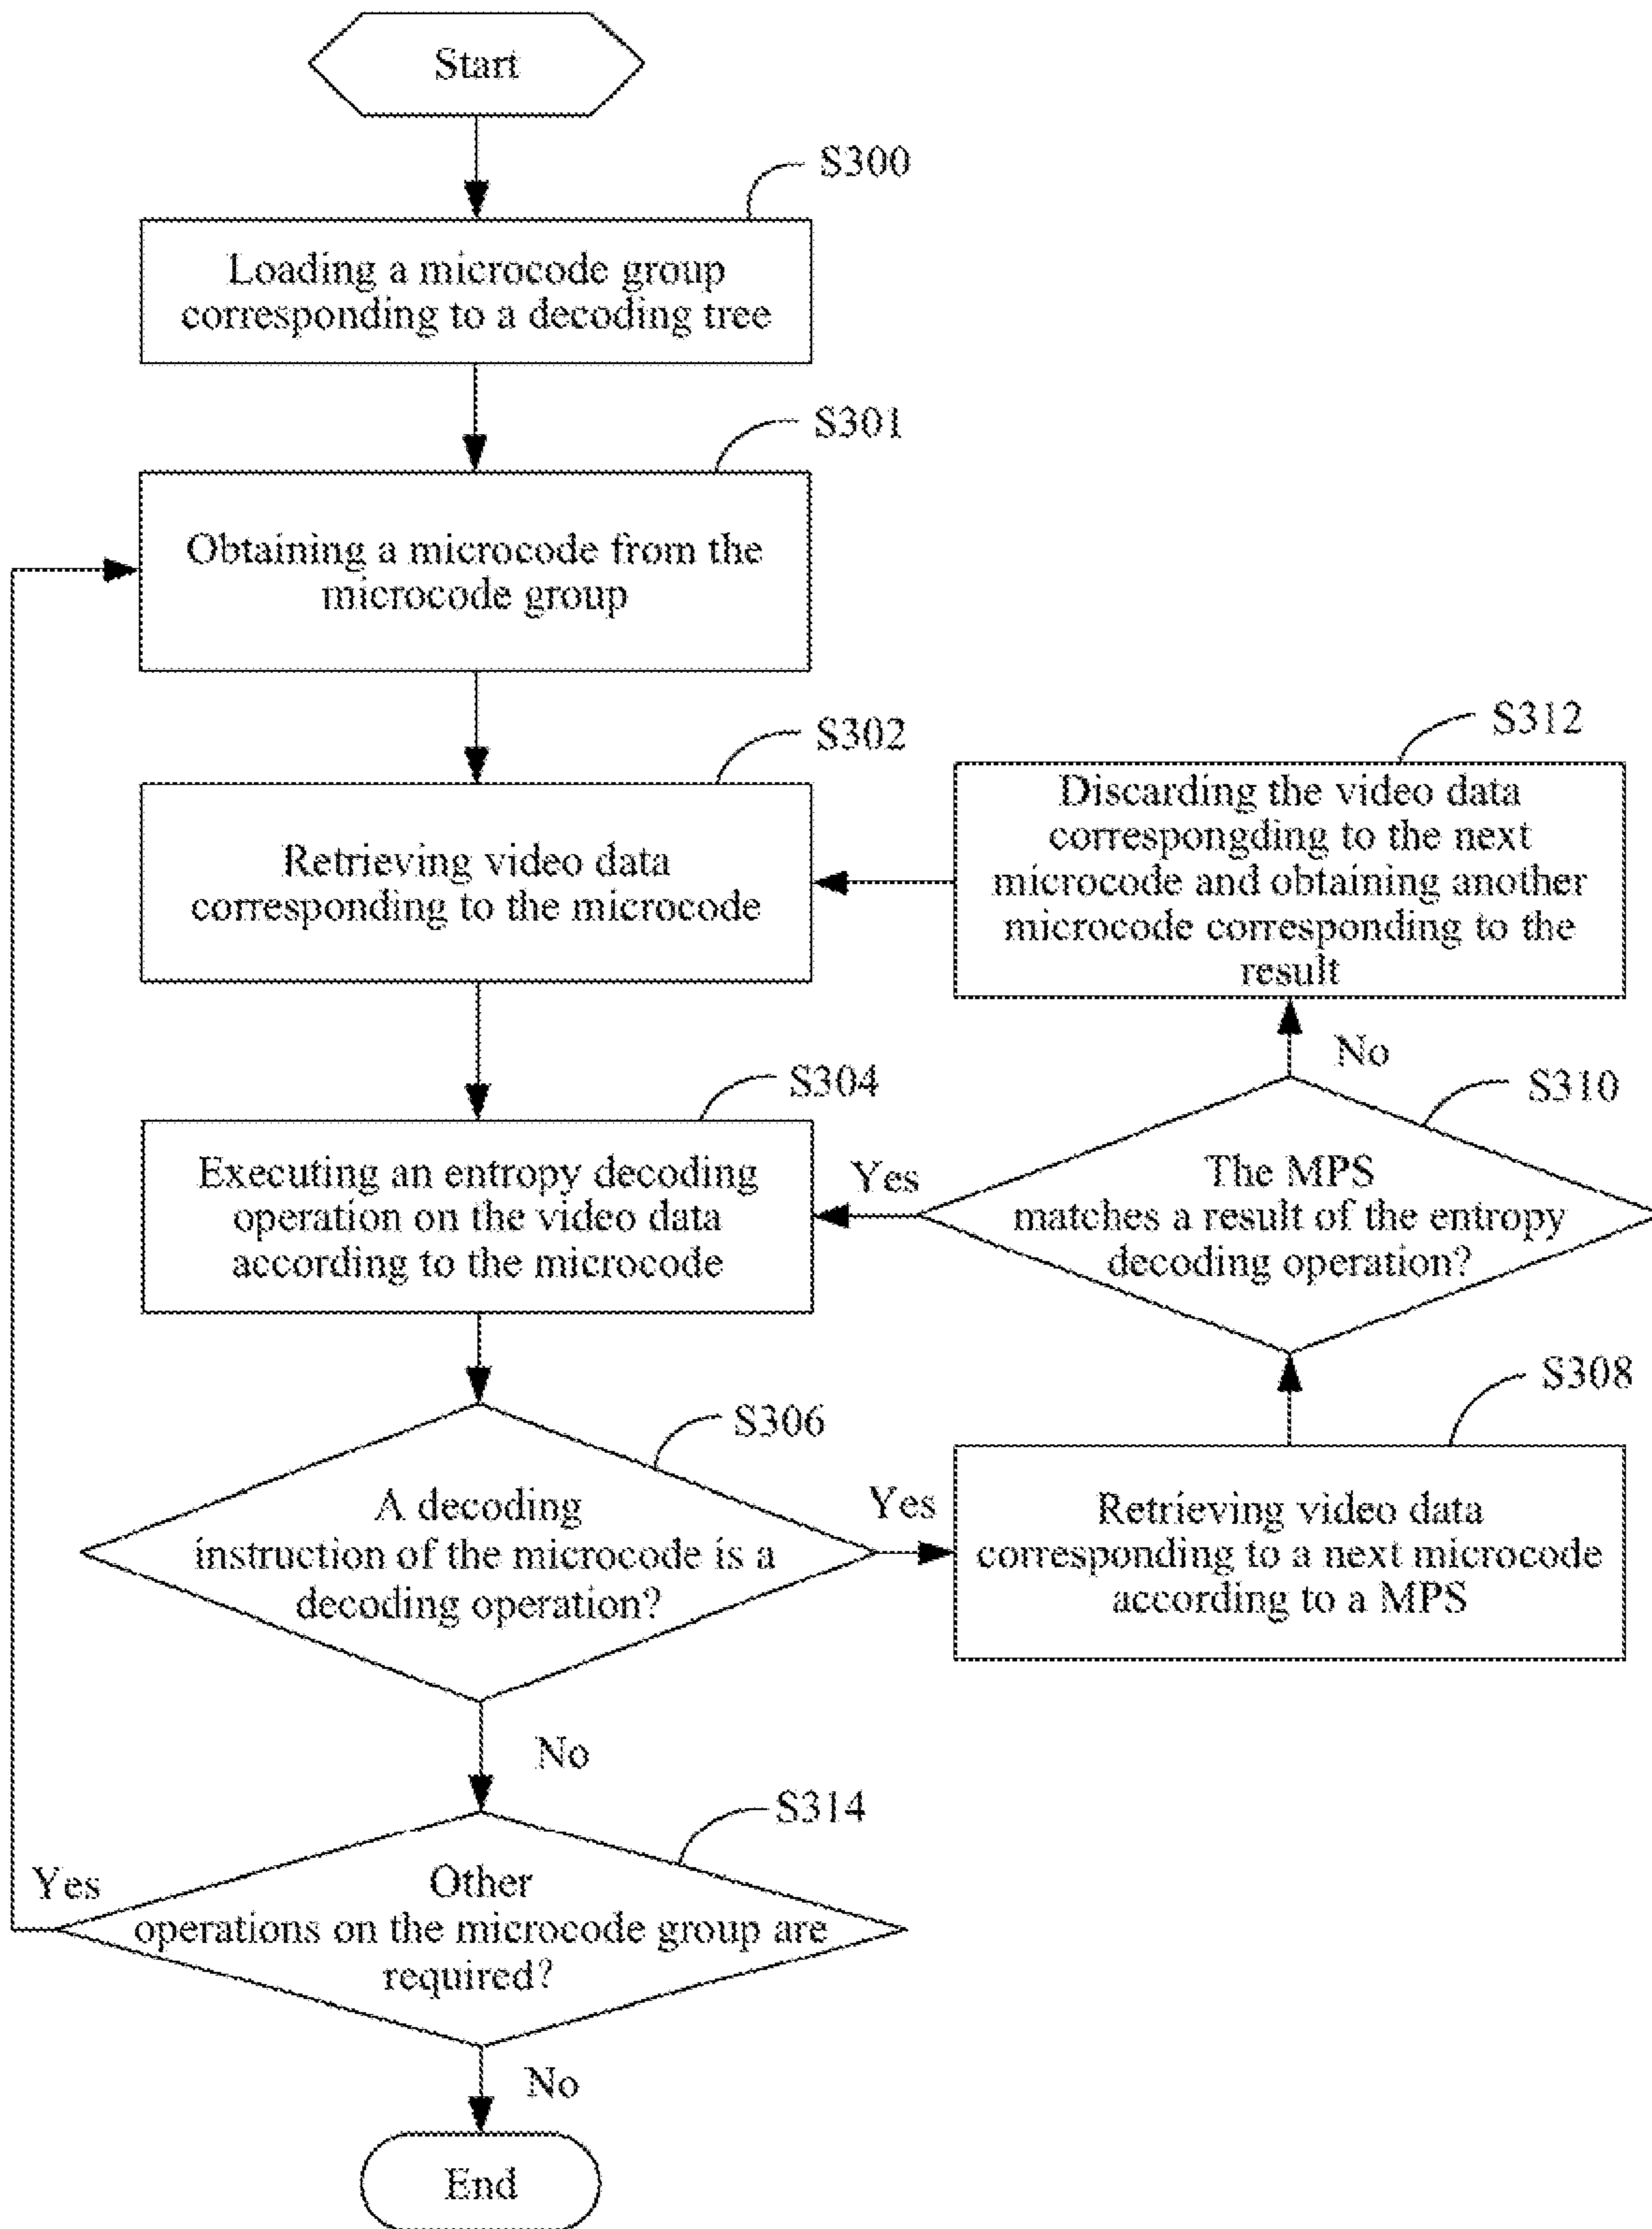 Start
S300
Loading a microcode group
corresponding to a decoding tree
S301
Obtaining a microcode from the
microcode group
S302
Retrieving video data
corresponding to the microcode
S312
Discarding the video data
correspongding to the next
microcode and obtaining another
microcode corresponding to the
result
No
S304
Executing an entropy decoding
operation on the video data
according to the microcode
Yes
S310
The MPS
matches a result of the entropy
decoding operation?
S306
A decoding
instruction of the microcode is a
decoding operation?
Yes
S308
Retrieving video data
corresponding to a next microcode
according to a MPS
No
S314
Yes
Other
operations on the microcode group are
required?
No
End